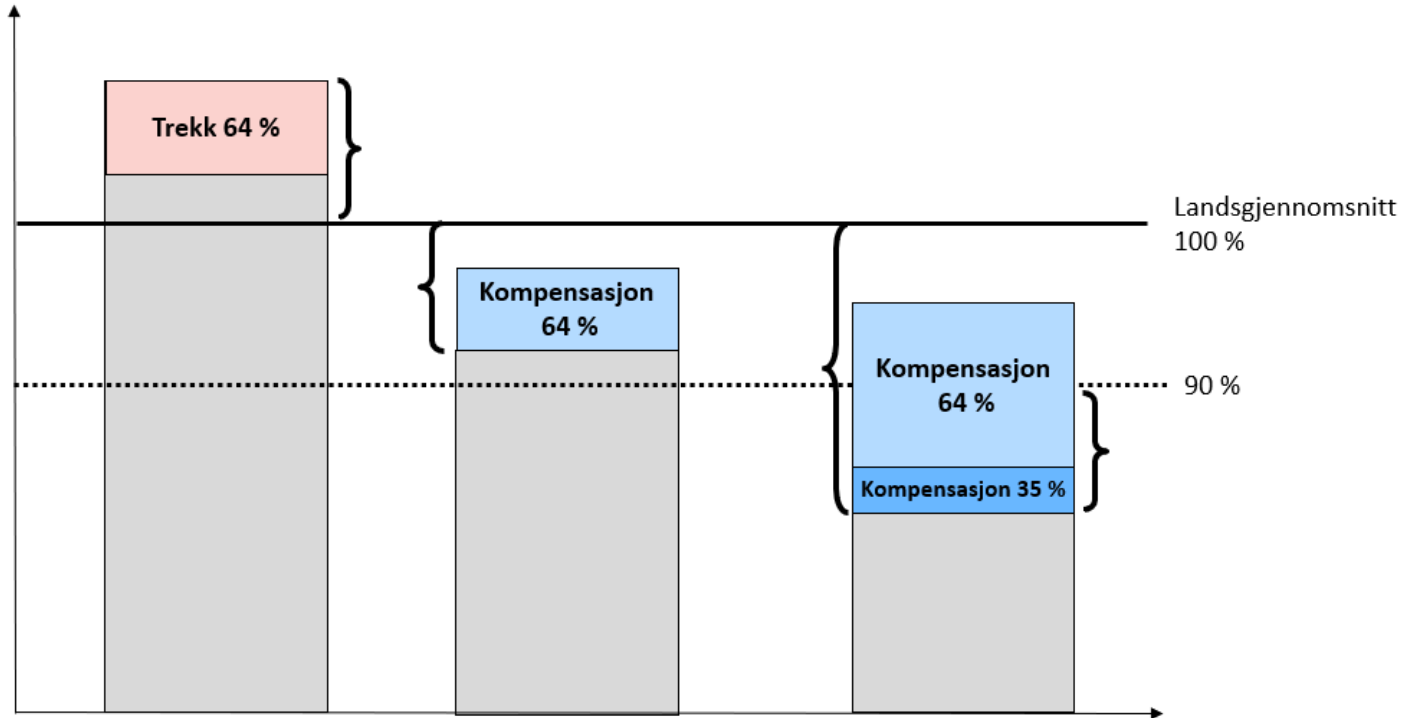 Trekk 64 %
Landsgjennomsnitt
100 %
Kompensasjon
64 %
Kompensasjon
64 %
90 %
Kompensasjon 35 %